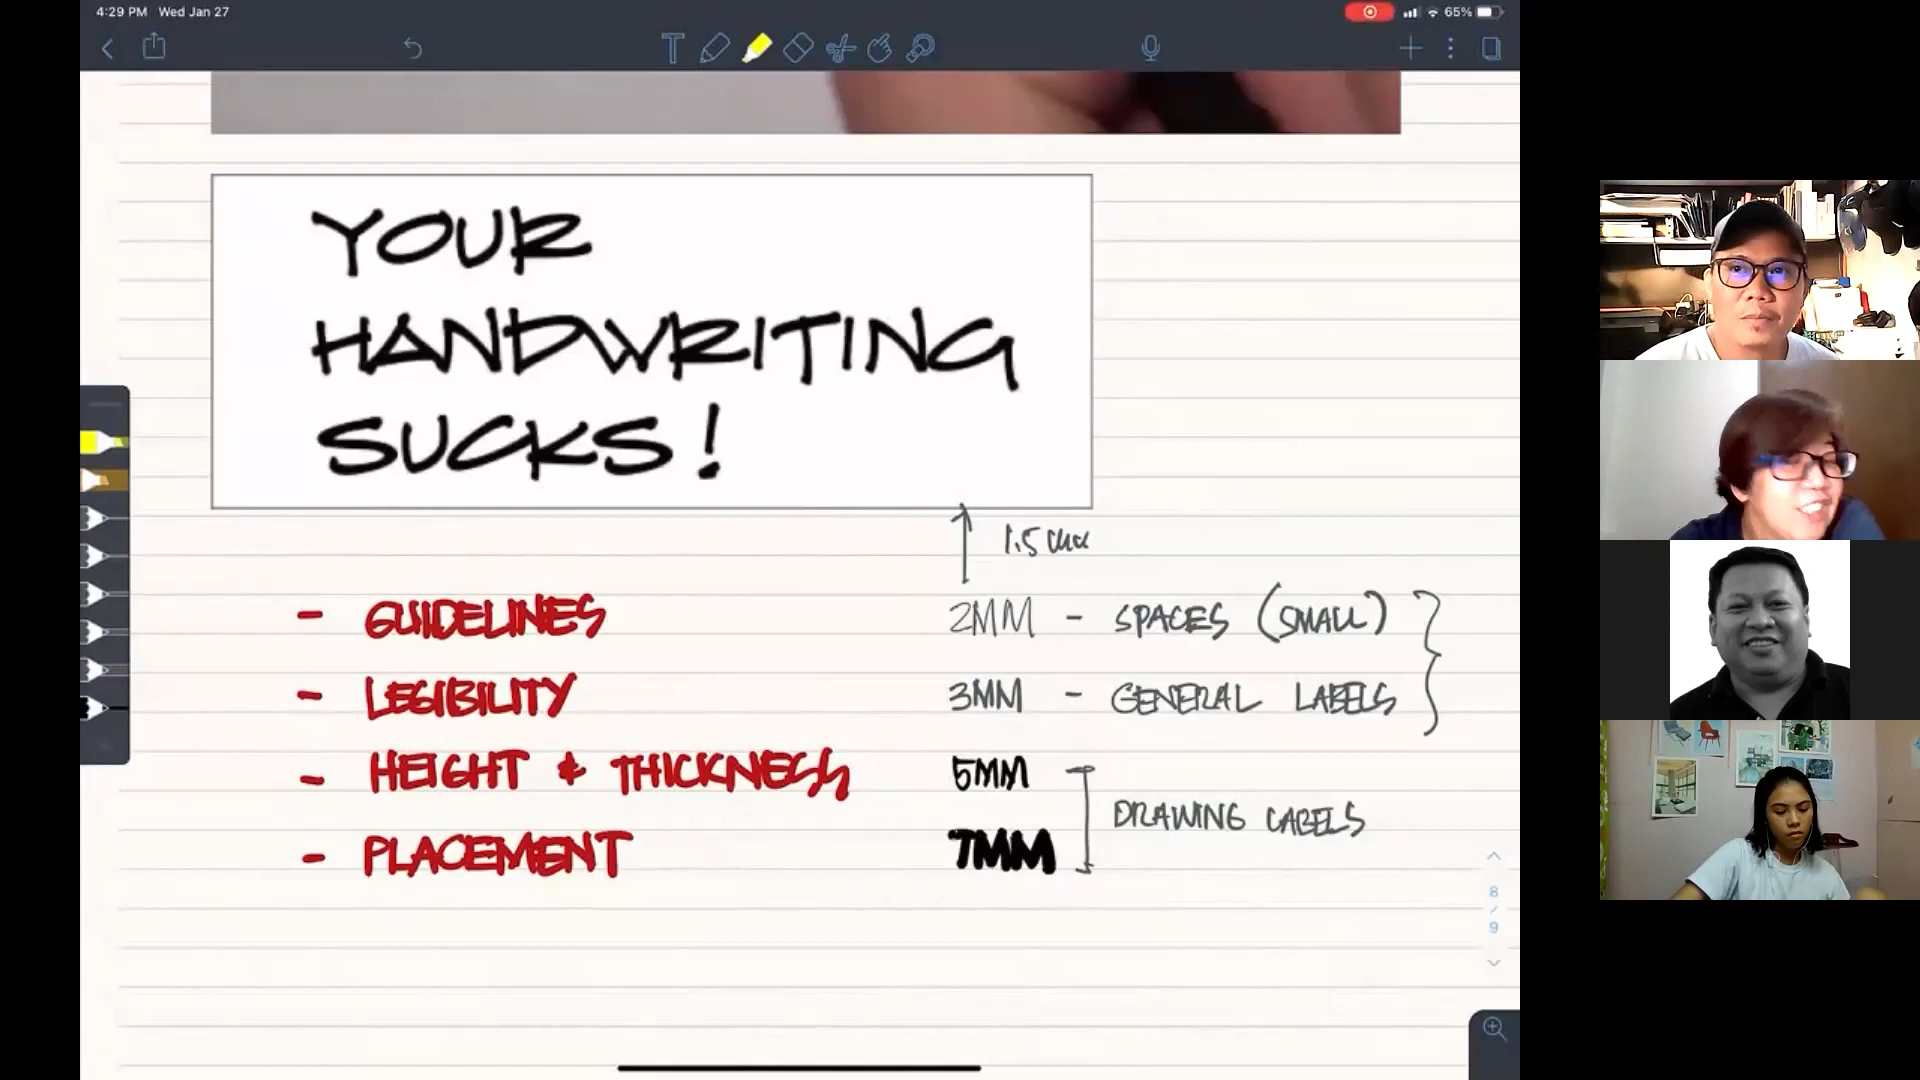 4:29 PM Wed Jan 27
65%
YOUR
HANDWRITING
SUCKS!
1.5 mm
- GUIDELINES
2MM - SPACES (SMALL)
- LEGIBILITY
3MM - GENERAL LABELS
- HEIGHT & THICKNESS
5MM
DRAWING LABELS
- PLACEMENT
7MM
8
/
9